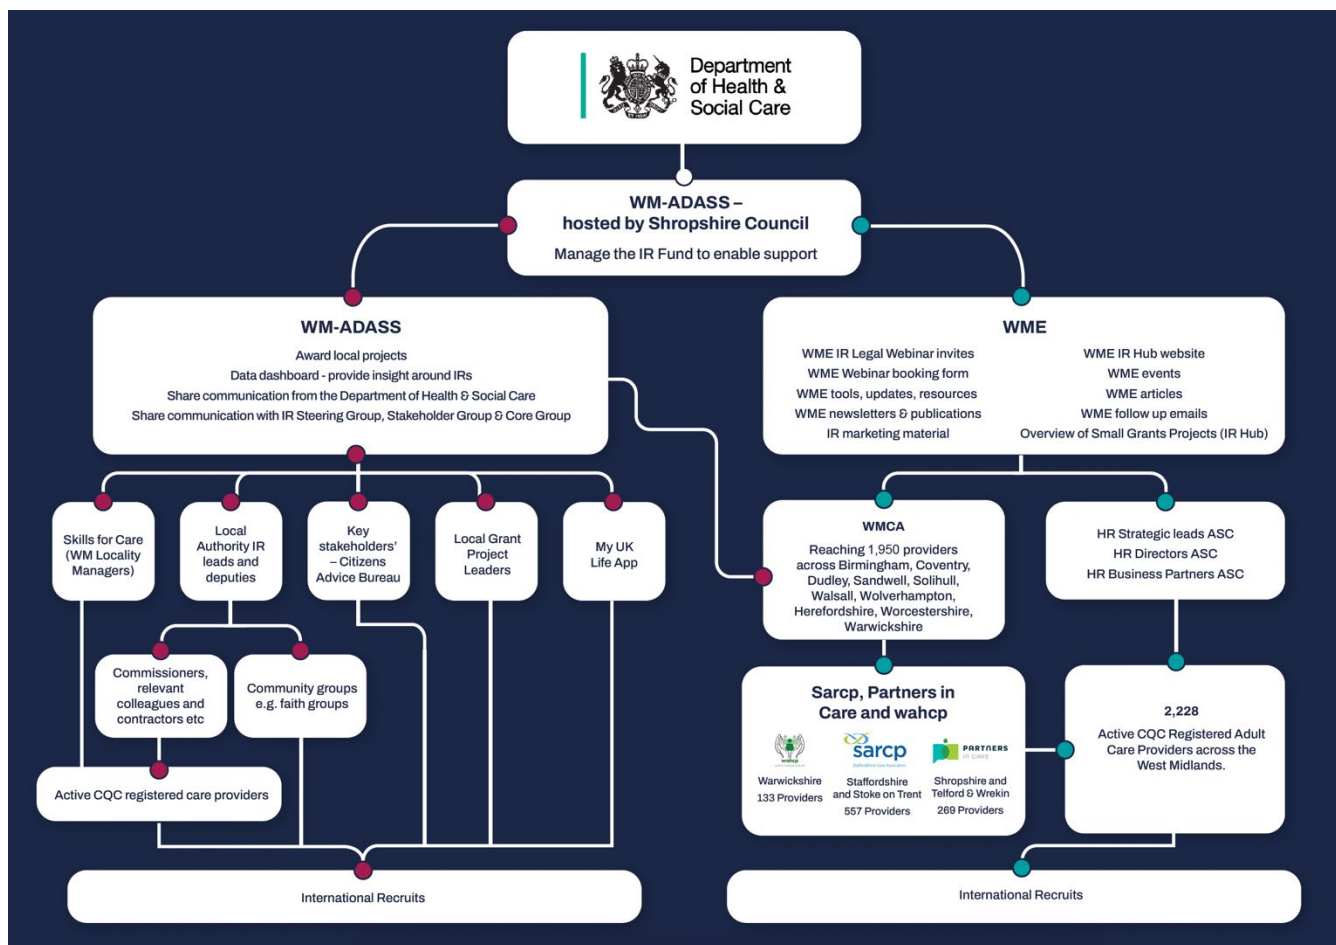 Department
of Health &
Social Care
WM-ADASS –
hosted by Shropshire Council
Manage the IR Fund to enable support
WM-ADASS
Award local projects
Data dashboard - provide insight around IRs
Share communication from the Department of Health & Social Care
Share communication with IR Steering Group, Stakeholder Group & Core Group
WME
WME IR Legal Webinar invites
WME Webinar booking form
WME tools, updates, resources
WME newsletters & publications
IR marketing material
WME IR Hub website
WME events
WME articles
WME follow up emails
Overview of Small Grants Projects (IR Hub)
Skills for Care
(WM Locality
Managers)
Local
Authority IR
leads and
deputies
Key
stakeholders’
– Citizens
Advice Bureau
Local Grant
Project
Leaders
My UK
Life App
WMCA
Reaching 1,950 providers
across Birmingham, Coventry,
Dudley, Sandwell, Solihull,
Walsall, Wolverhampton,
Herefordshire, Worcestershire,
Warwickshire
HR Strategic leads ASC
HR Directors ASC
HR Business Partners ASC
Commissioners,
relevant
colleagues and
contractors etc
Community groups
e.g. faith groups
Active CQC registered care providers
Sarcp, Partners in
Care and wahcp
wahcp
Warwickshire
133 Providers
sarcp
Staffordshire
and Stoke on Trent
557 Providers
PARTNERS
IN CARE
Shropshire and
Telford & Wrekin
269 Providers
2,228
Active CQC Registered Adult
Care Providers across the
West Midlands.
International Recruits
International Recruits